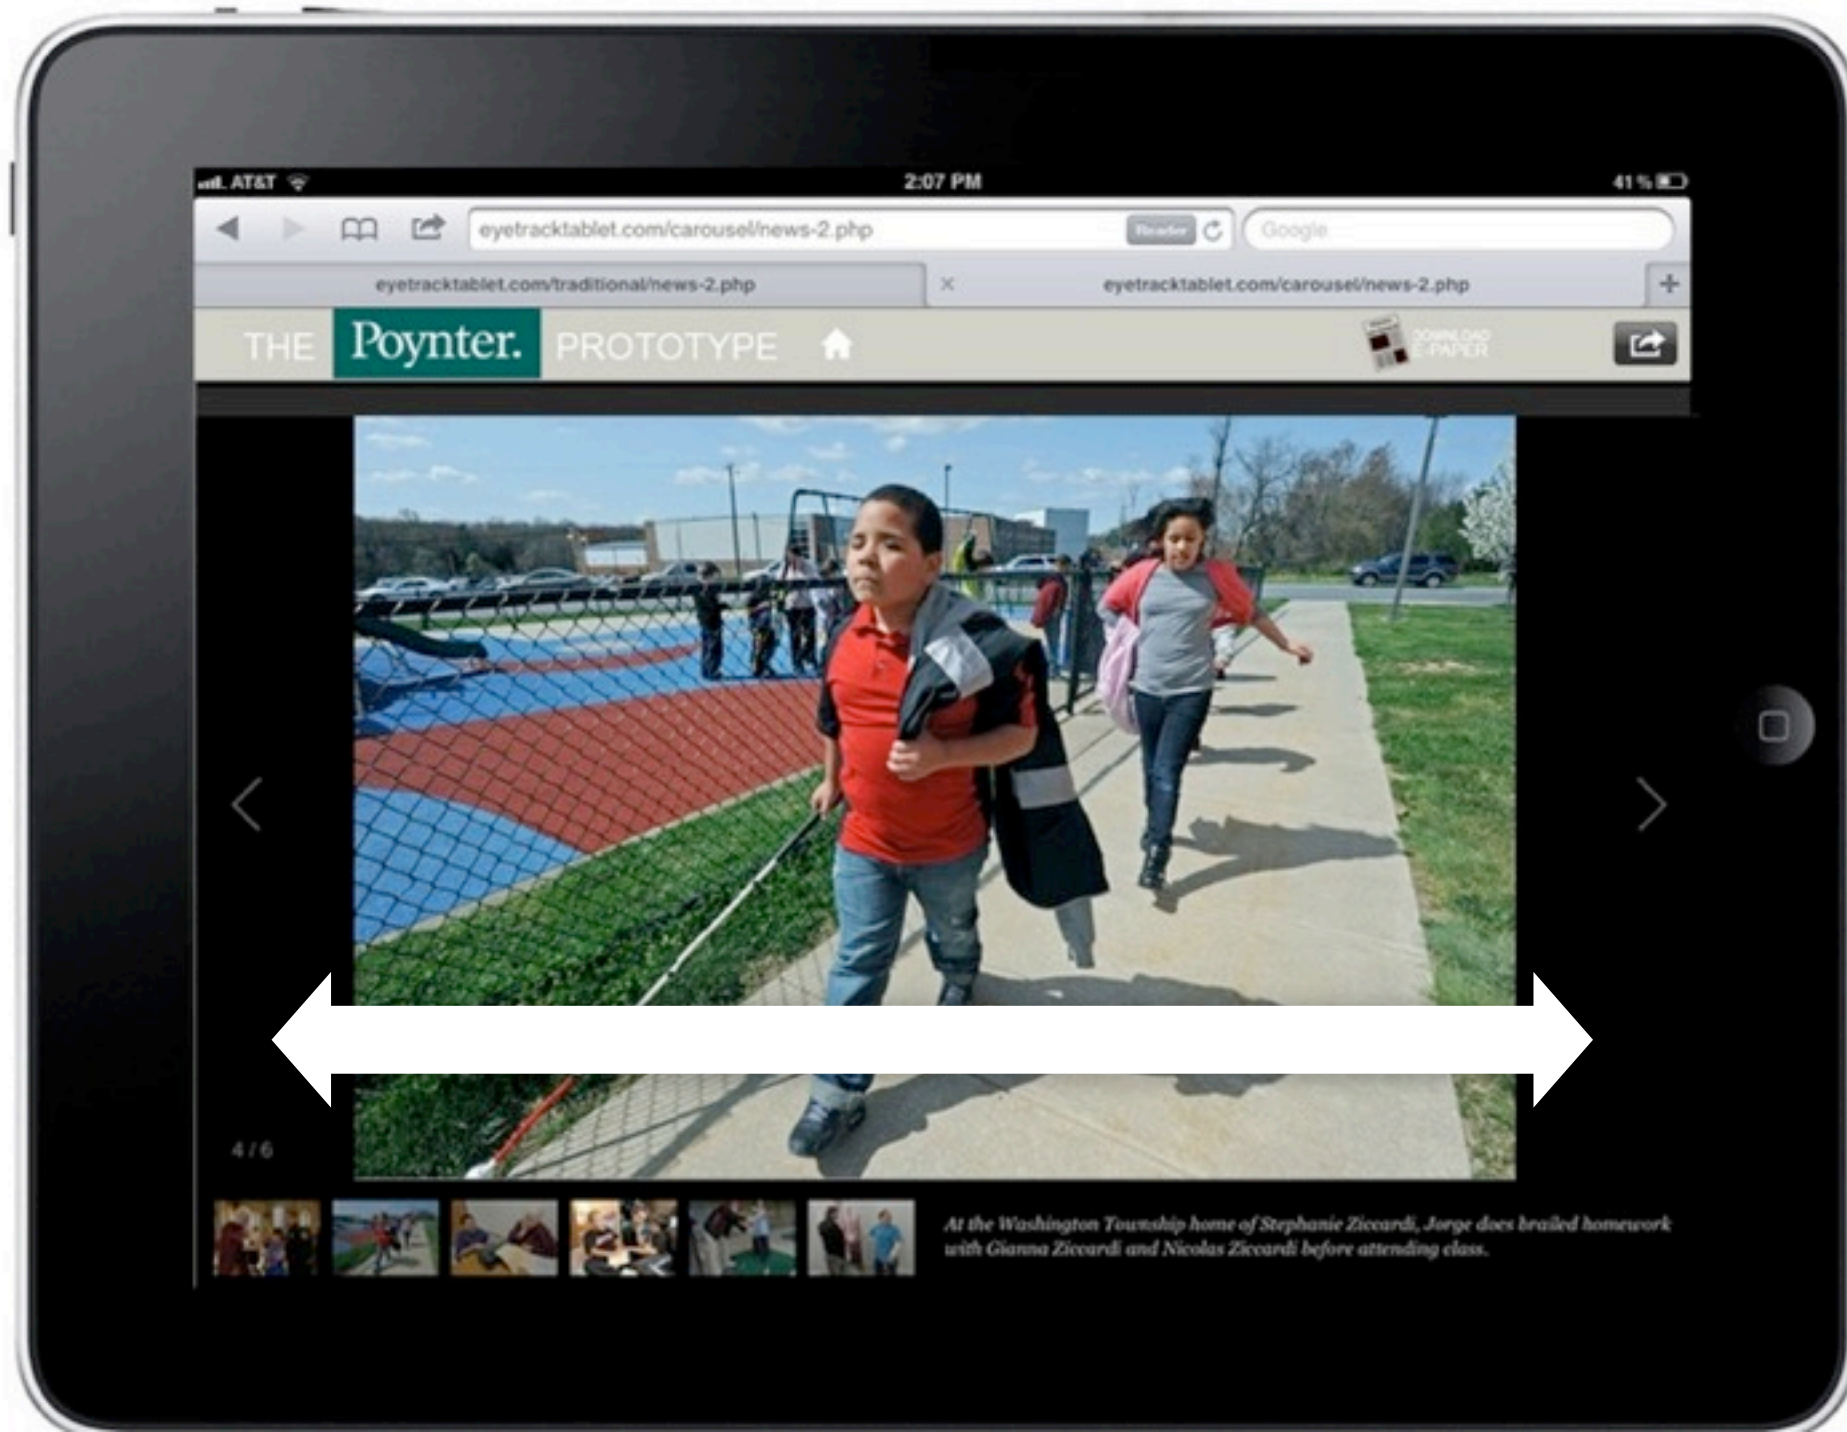 AT&T 2:07 PM 41 %
eyetracktablet.com/carousel/news-2.php Reader Google
eyetracktablet.com/traditional/news-2.php eyetracktablet.com/carousel/news-2.php
THE Poynter. PROTOTYPE
DOWNLOAD
E-PAPER
4 / 6
At the Washington Township home of Stephanie Ziccardi, Jorge does brailed homework
with Gianna Ziccardi and Nicolas Ziccardi before attending class.